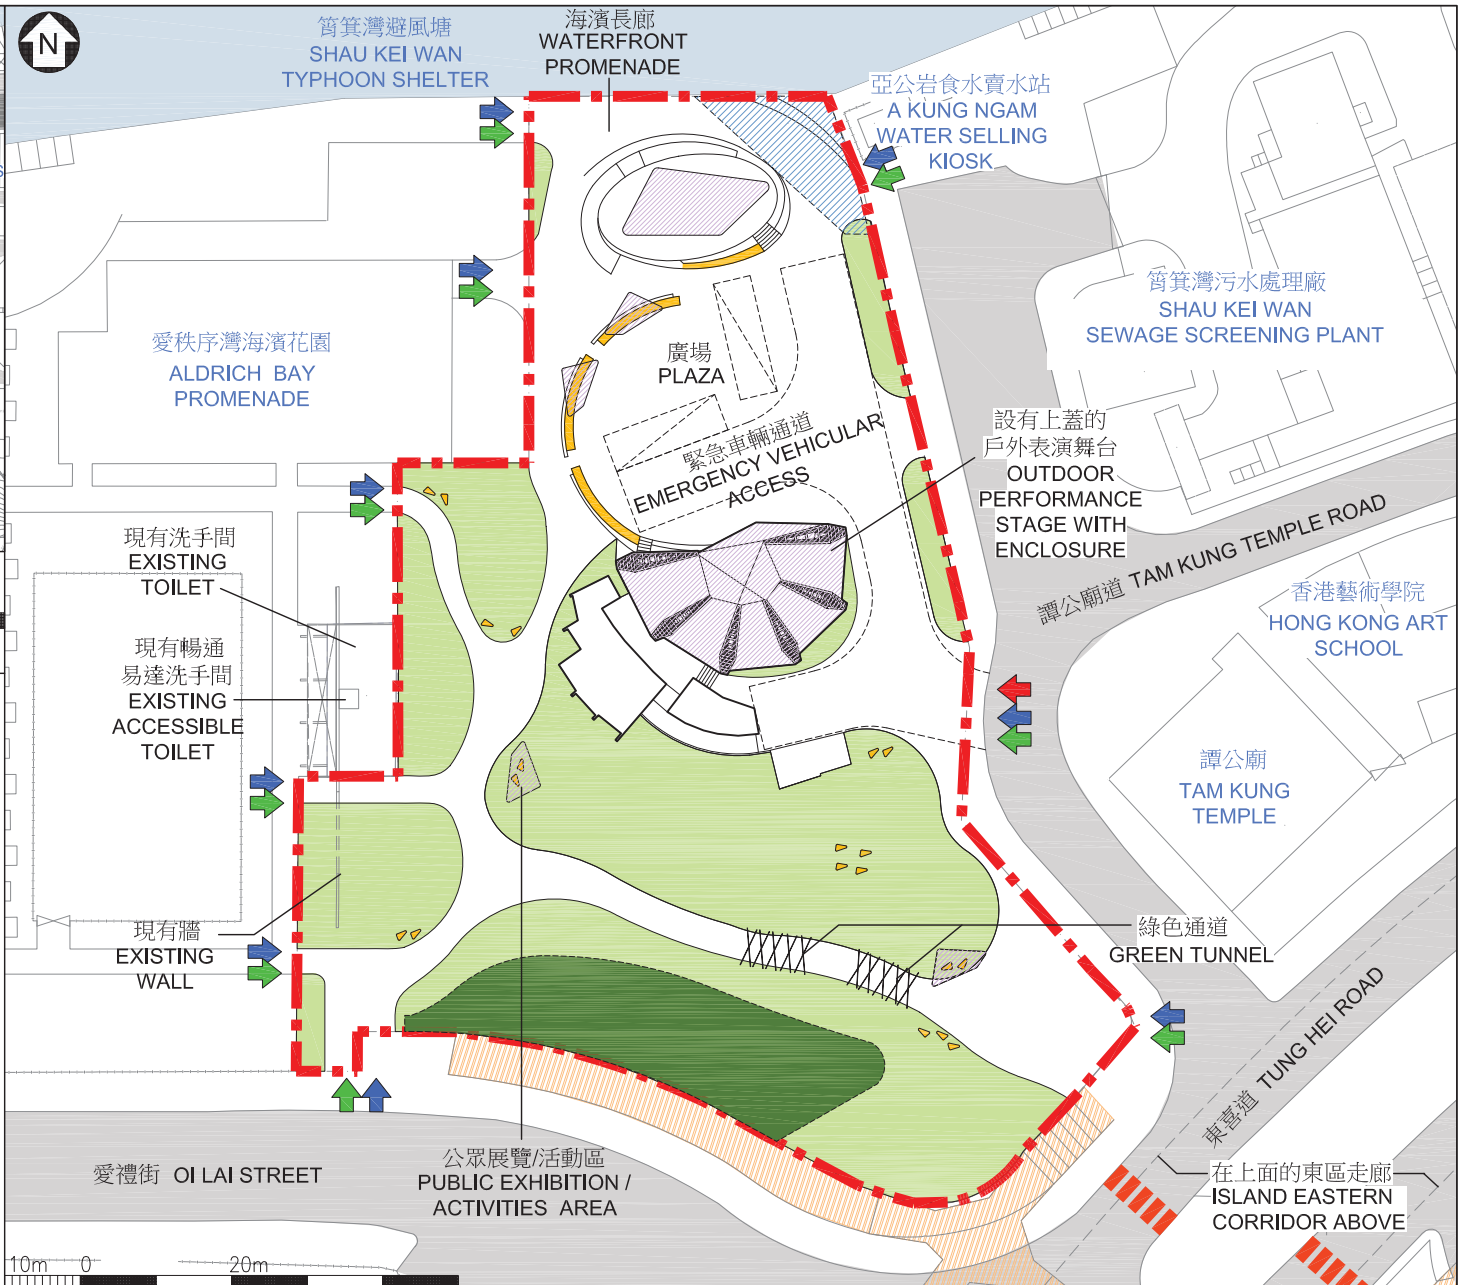 N
筲箕灣避風塘
SHAU KEI WAN
TYPHOON SHELTER
海濱長廊
WATERFRONT
PROMENADE
亞公岩食水賣水站
A KUNG NGAM
WATER SELLING
KIOSK
筲箕灣污水處理廠
SHAU KEI WAN
SEWAGE SCREENING PLANT
愛秩序灣海濱花園
ALDRICH BAY
PROMENADE
廣場
PLAZA
緊急車輛通道
EMERGENCY VEHICULAR
ACCESS
設有上蓋的
戶外表演舞台
OUTDOOR
PERFORMANCE
STAGE WITH
ENCLOSURE
譚公廟道 TAM KUNG TEMPLE ROAD
現有洗手間
EXISTING
TOILET
現有暢通
易達洗手間
EXISTING
ACCESSIBLE
TOILET
香港藝術學院
HONG KONG ART
SCHOOL
譚公廟
TAM KUNG
TEMPLE
現有牆
EXISTING
WALL
綠色通道
GREEN TUNNEL
東喜道 TUNG HEI ROAD
愛禮街 OI LAI STREET
公眾展覽/活動區
PUBLIC EXHIBITION /
ACTIVITIES AREA
在上面的東區走廊
ISLAND EASTERN
CORRIDOR ABOVE
10m 0 20m